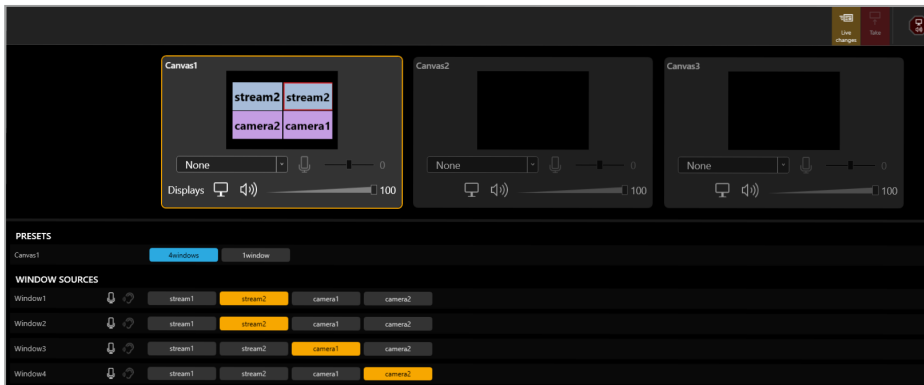 Live changes
Take
Canvas1
Canvas2
Canvas3
stream2 stream2
camera2 camera1
None 0
None 0
None 0
Displays 100
100
100
PRESETS
Canvas1 4windows 1window
WINDOW SOURCES
Window1 stream1 stream2 camera1 camera2
Window2 stream1 stream2 camera1 camera2
Window3 stream1 stream2 camera1 camera2
Window4 stream1 stream2 camera1 camera2